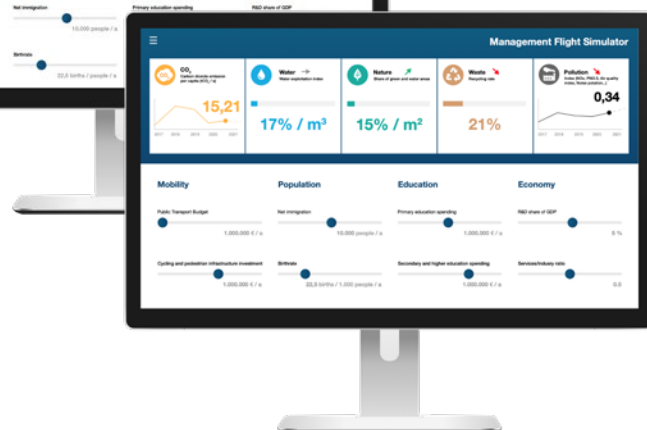 Net immigration
Primary education spending
R&D share of GDP
10.000 people / a
Birthrate
22,5 births / people / a
Management Flight Simulator
CO₂
Carbon dioxide emissions
per capita (tCO₂ / a)
15,21
2017 2018 2019 2020 2021
Water
Water exploitation index
17% / m³
Nature
Share of green and water areas
15% / m²
Waste
Recycling rate
21%
Pollution
0,34
2017 2018 2019 2020 2021
Mobility
Population
Education
Economy
Public Transport Budget
Net immigration
Primary education spending
R&D share of GDP
1.000.000 € / a
10.000 people / a
1.000.000 € / a
5 %
Cycling and pedestrian infrastructure investment
Birthrate
Secondary and higher education spending
Services/Industry ratio
1.000.000 € / a
22,5 births / 1.000 people / a
1.000.000 € / a
0.5